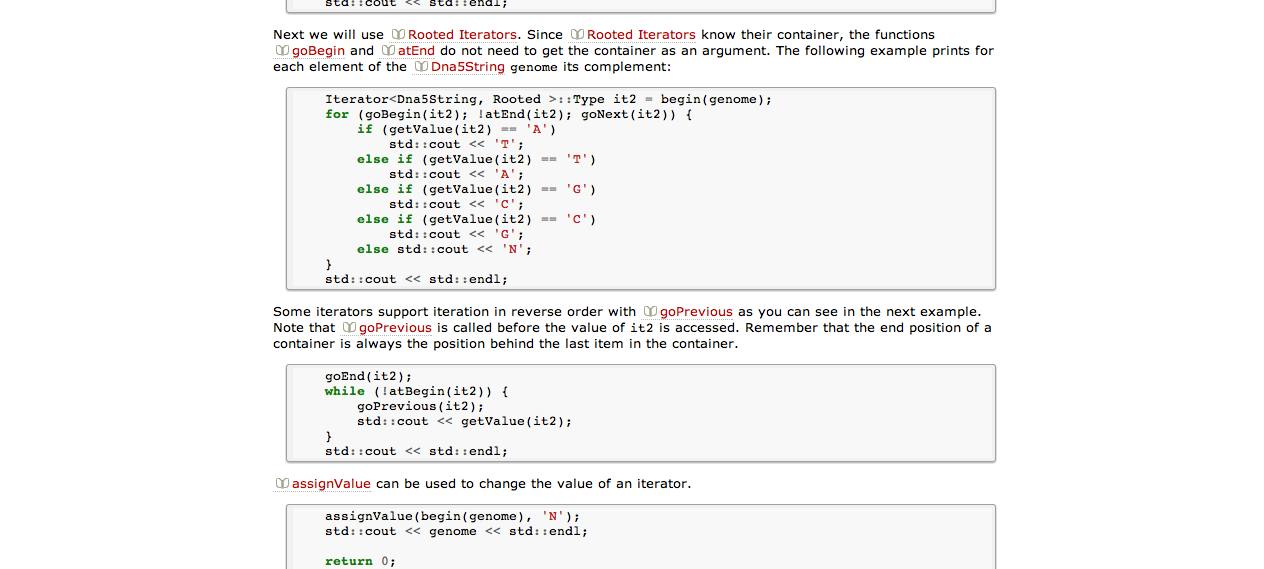 std::cout << std::endl;
Next we will use Rooted Iterators. Since Rooted Iterators know their container, the functions
goBegin and atEnd do not need to get the container as an argument. The following example prints for
each element of the Dna5String genome its complement:
Iterator<Dna5String, Rooted >::Type it2 = begin(genome);
for (goBegin(it2); !atEnd(it2); goNext(it2)) {
if (getValue(it2) == 'A')
std::cout << 'T';
else if (getValue(it2) == 'T')
std::cout << 'A';
else if (getValue(it2) == 'G')
std::cout << 'C';
else if (getValue(it2) == 'C')
std::cout << 'G';
else std::cout << 'N';
}
std::cout << std::endl;
Some iterators support iteration in reverse order with goPrevious as you can see in the next example.
Note that goPrevious is called before the value of it2 is accessed. Remember that the end position of a
container is always the position behind the last item in the container.
goEnd(it2);
while (!atBegin(it2)) {
goPrevious(it2);
std::cout << getValue(it2);
}
std::cout << std::endl;
assignValue can be used to change the value of an iterator.
assignValue(begin(genome), 'N');
std::cout << genome << std::endl;
return 0;